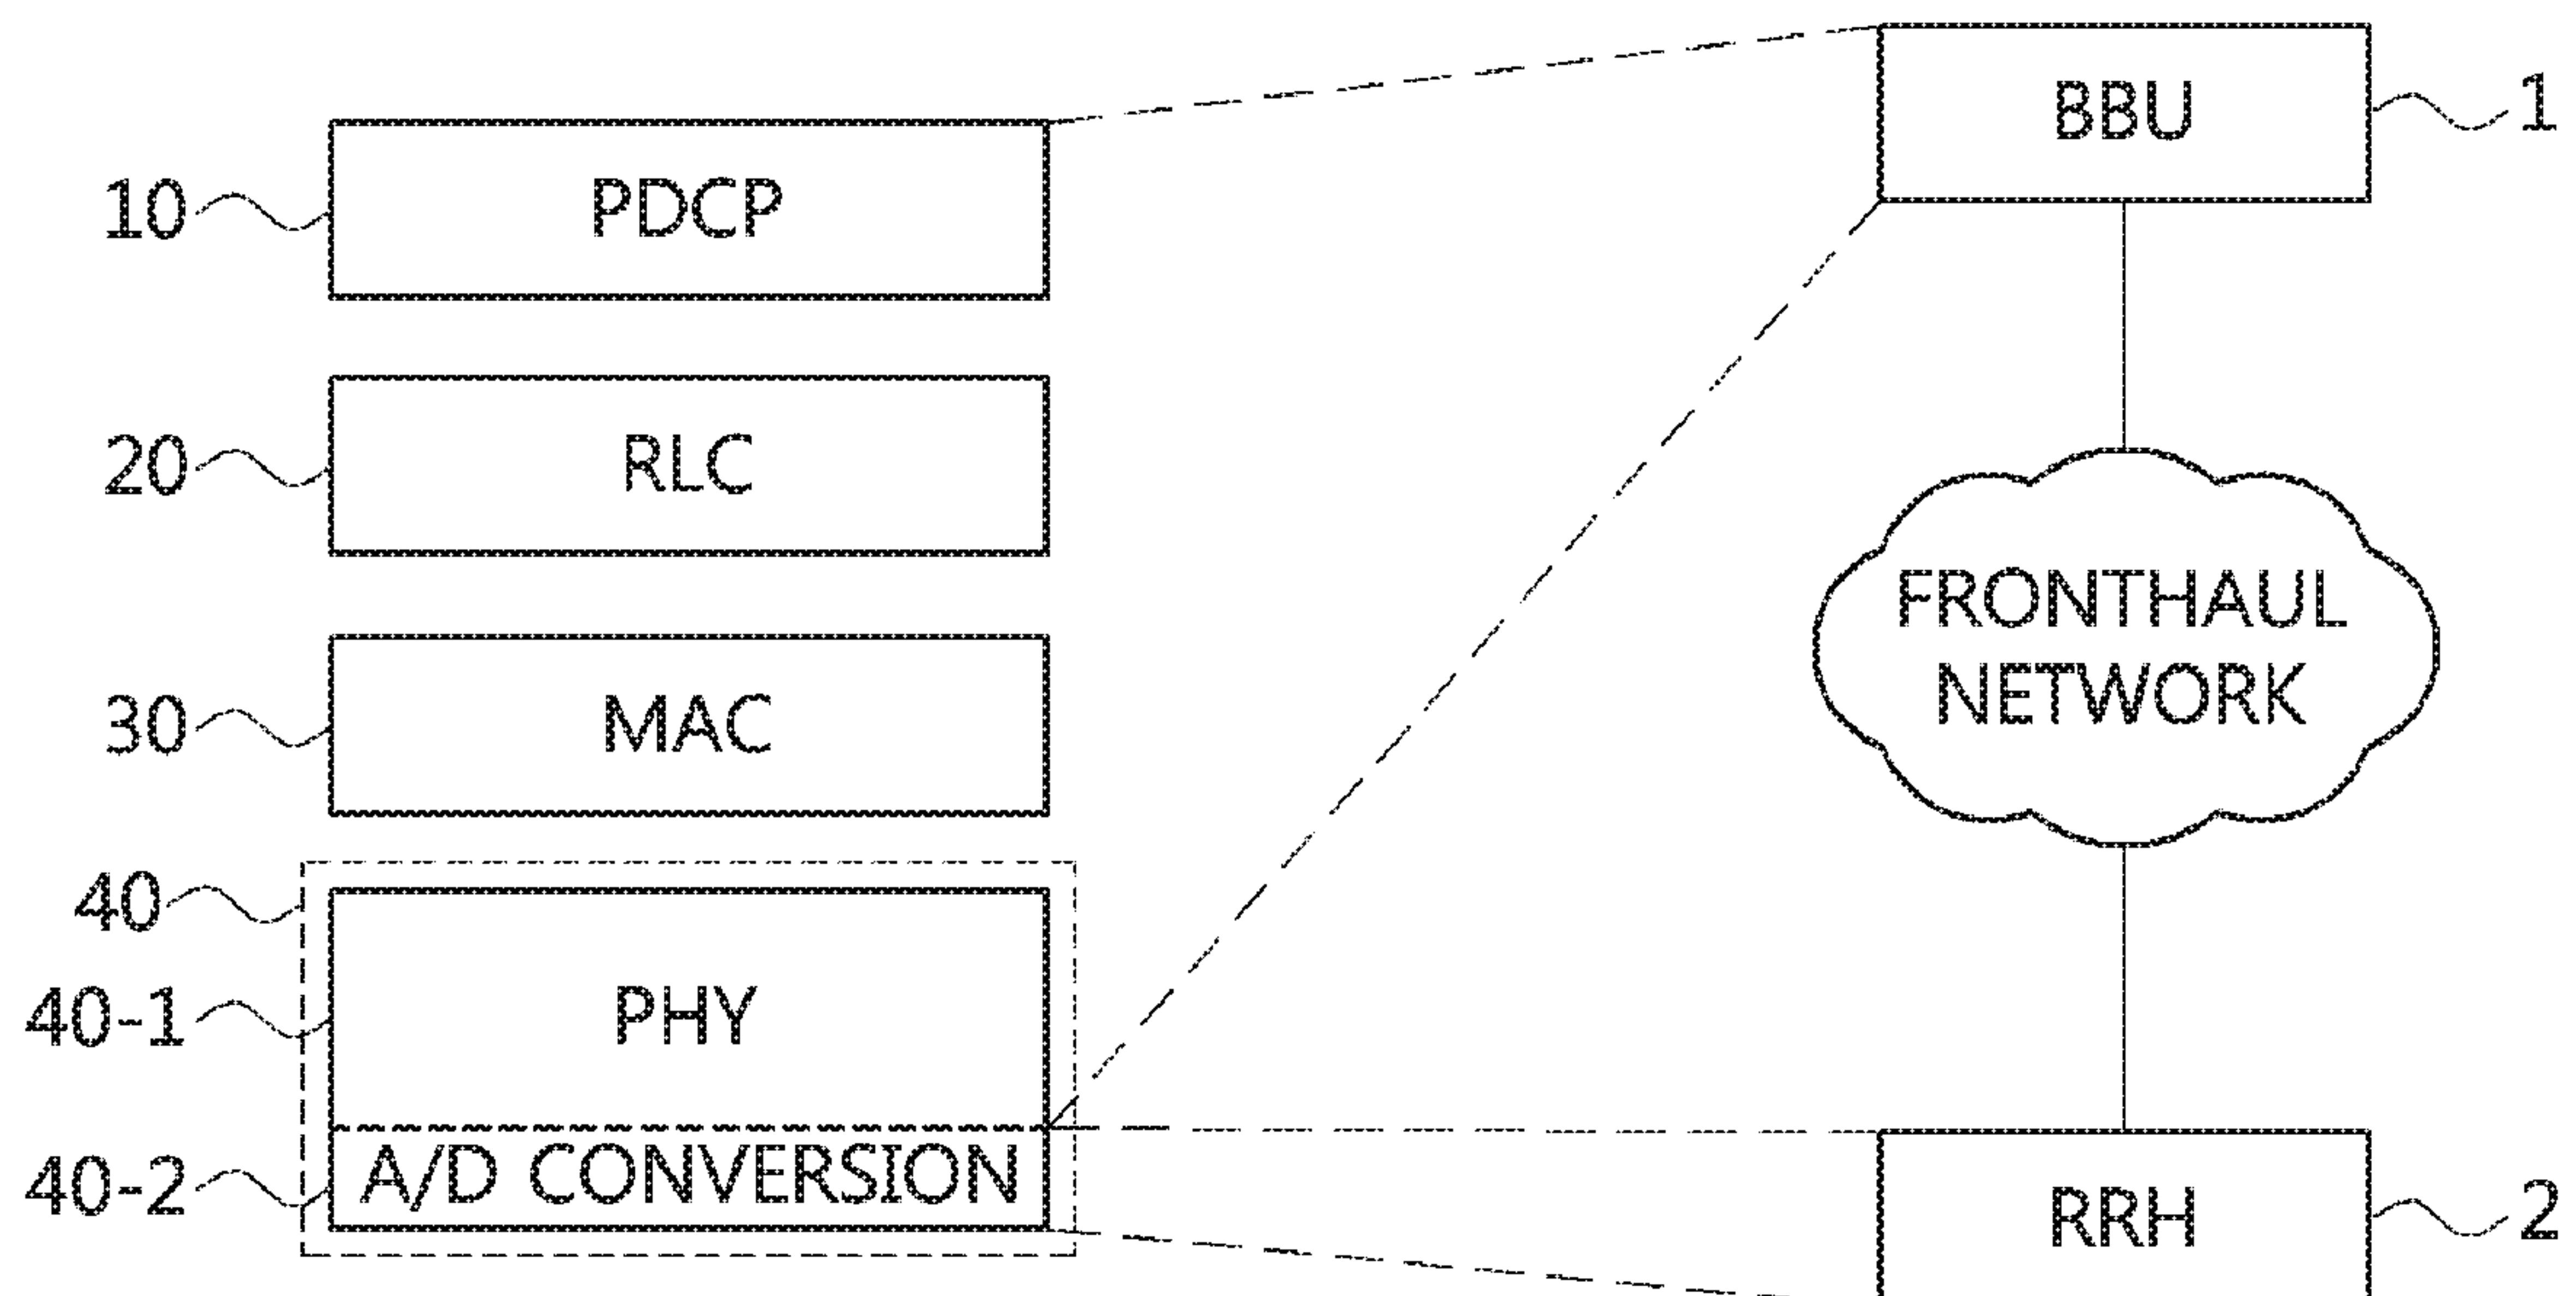 BBU 1
10 PDCP
20 RLC
FRONTHAUL
NETWORK
30 MAC
40
40-1 PHY
40-2 A/D CONVERSION
RRH 2